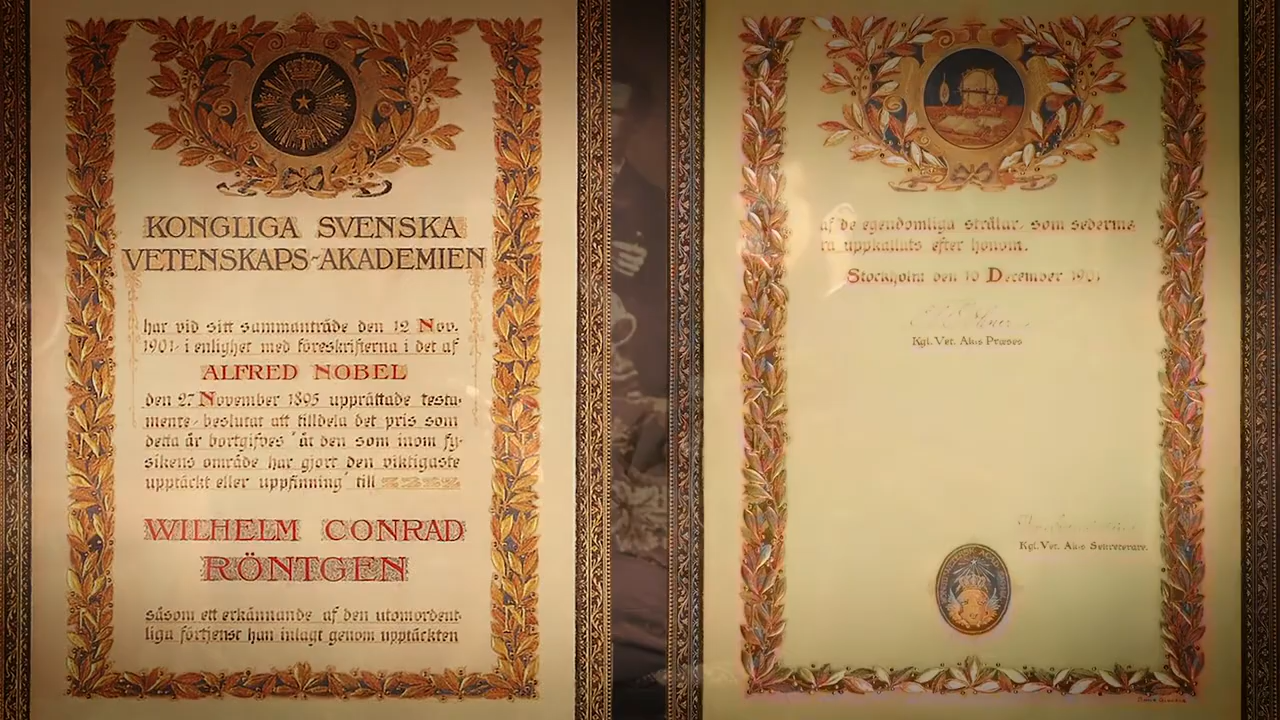 KONGLIGA SVENSKA
VETENSKAPS-AKADEMIEN
har vid sitt sammanträde den 12 Nov.
1901 i enlighet med föreskrifterna i det af
ALFRED NOBEL
den 27 November 1895 upprättade testa-
mente beslutat att tilldela det pris som
detta år bortgifves "åt den som inom fy-
sikens område har gjort den viktigaste
upptäckt eller uppfinning" till
WILHELM CONRAD
RÖNTGEN
såsom ett erkännande af den utomordent-
liga förtjenst han inlagt genom upptäckten
af de egendomliga strålar, som sederme-
ra uppkallats efter honom.
Stockholm den 10 December 1901
Kgl. Vet. Ak:s Præses
Kgl. Vet. Ak:s Sekreterare.